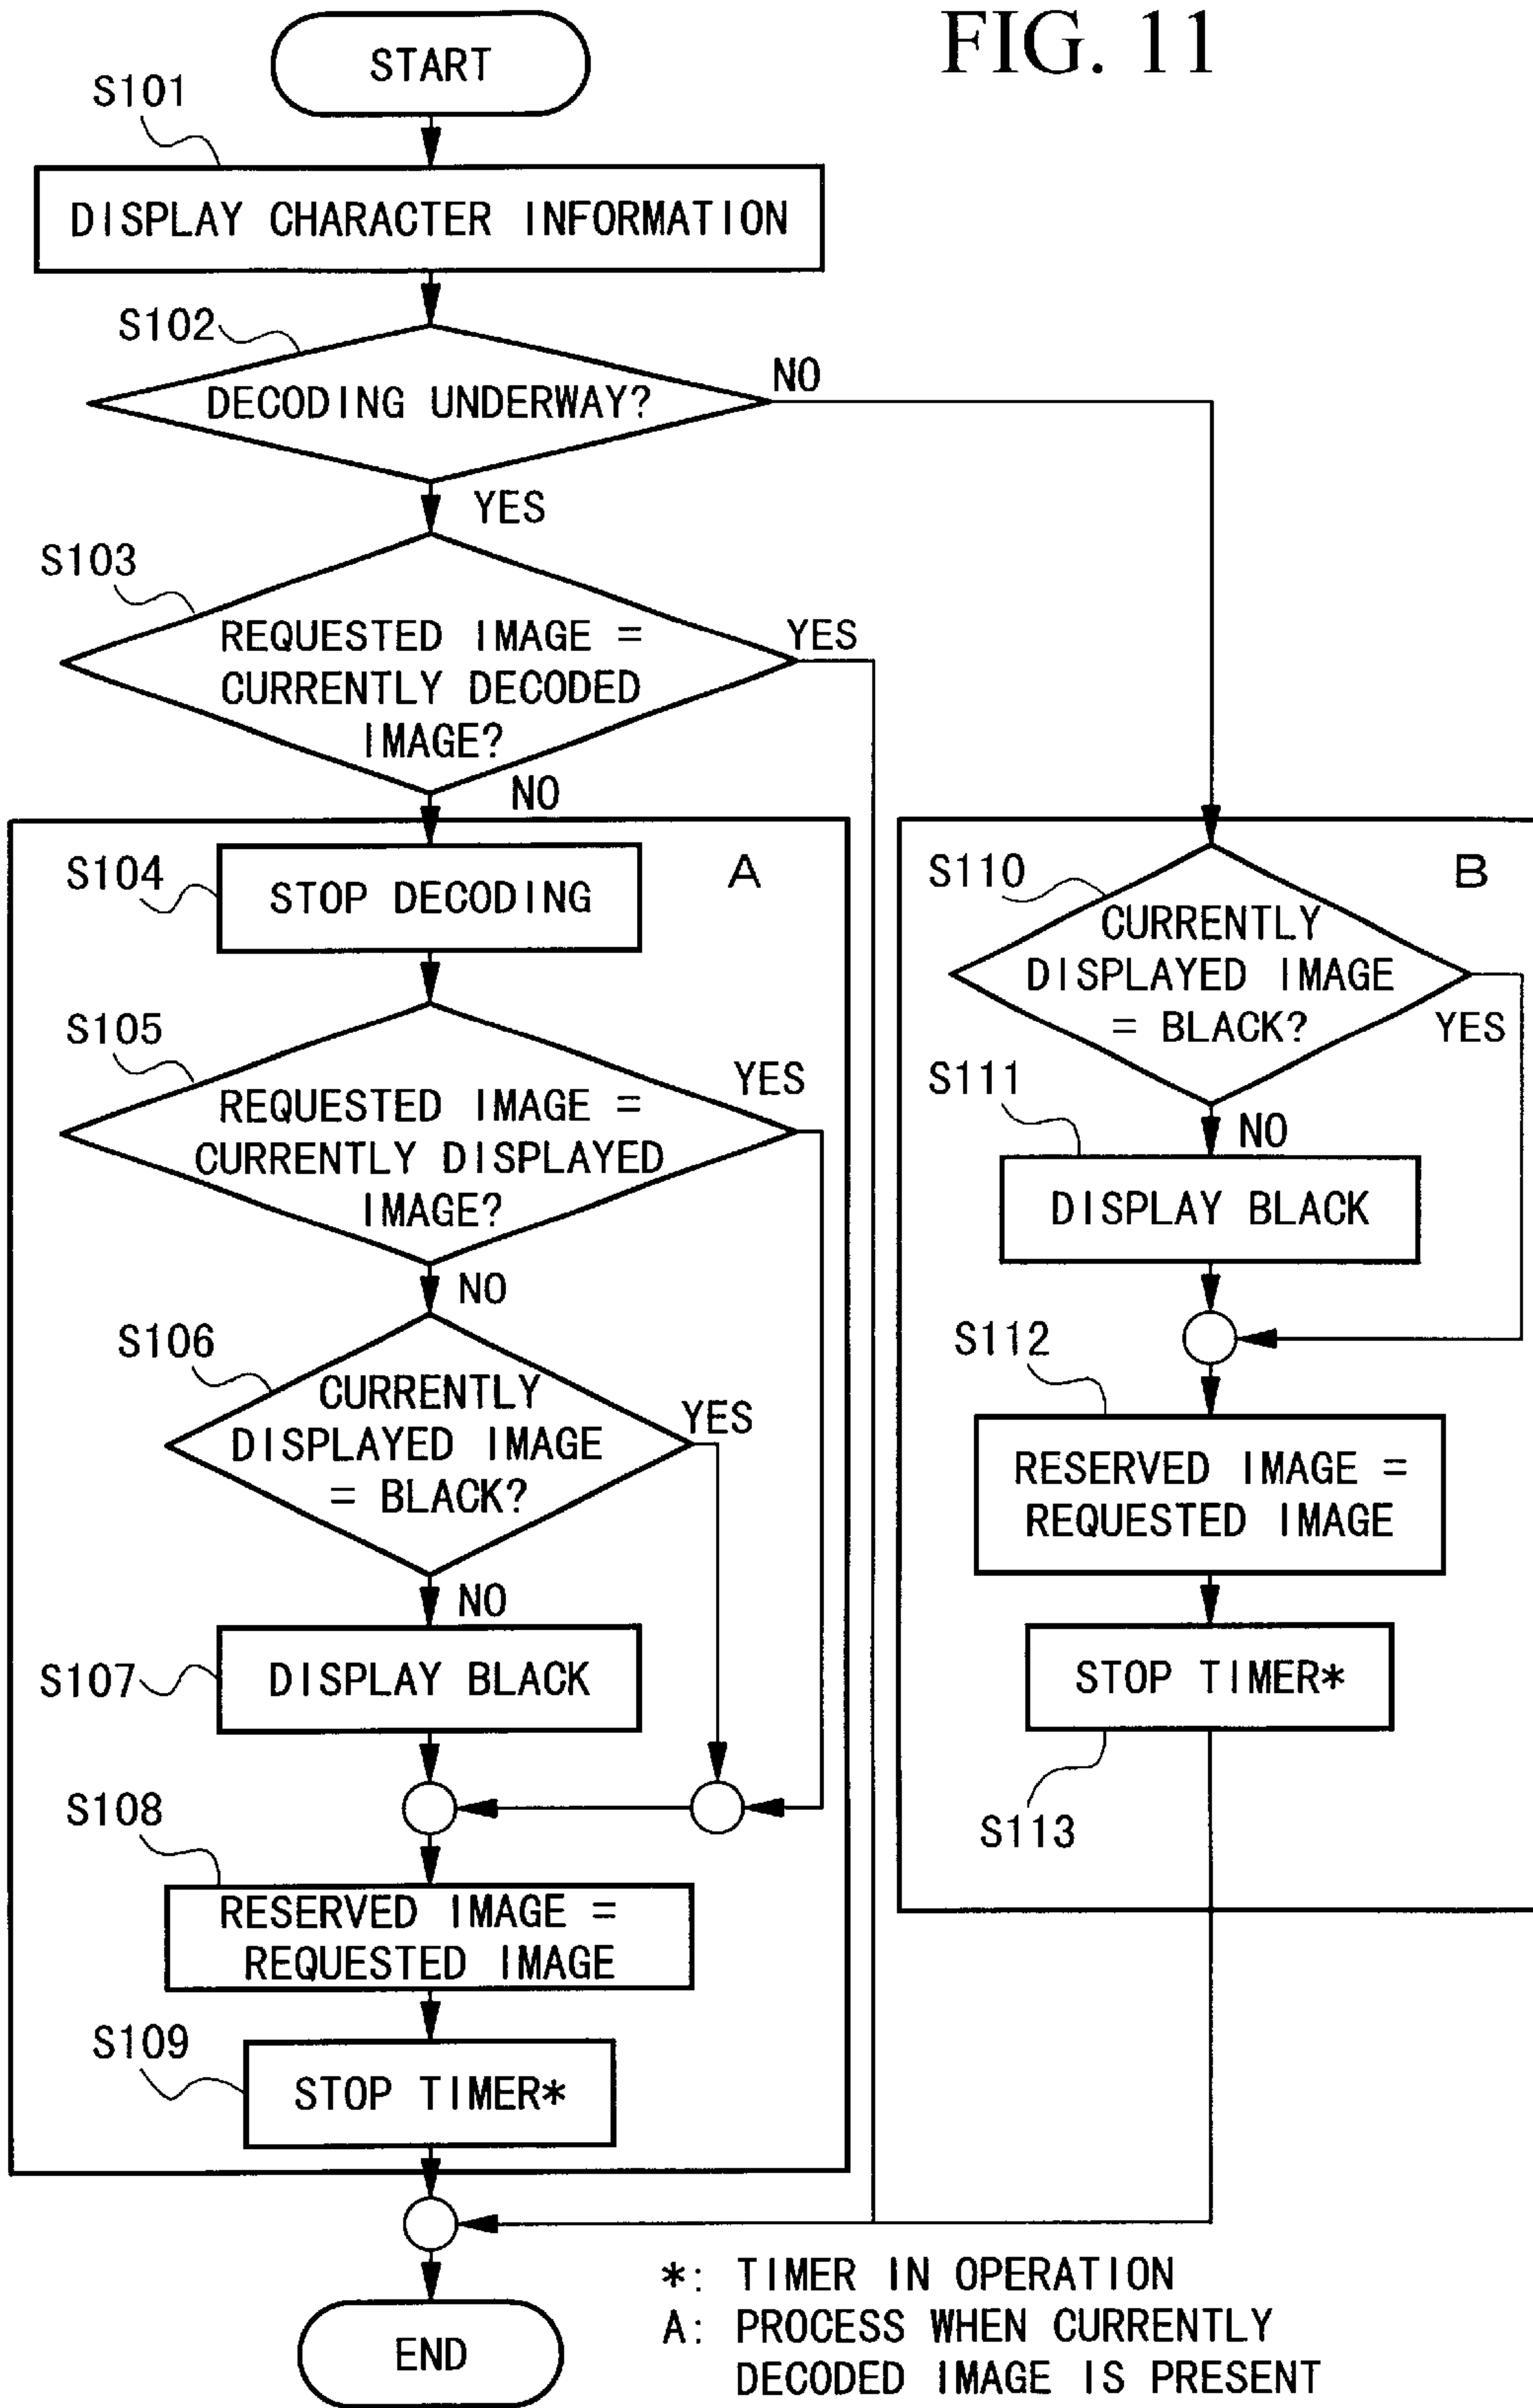 FIG. 11
START
S101
DISPLAY CHARACTER INFORMATION
S102
DECODING UNDERWAY?
NO
YES
S103
REQUESTED IMAGE =
CURRENTLY DECODED
IMAGE?
YES
NO
A
S104
STOP DECODING
S105
REQUESTED IMAGE =
CURRENTLY DISPLAYED
IMAGE?
YES
NO
S106
CURRENTLY
DISPLAYED IMAGE
= BLACK?
YES
NO
S107
DISPLAY BLACK
S108
RESERVED IMAGE =
REQUESTED IMAGE
S109
STOP TIMER*
B
S110
CURRENTLY
DISPLAYED IMAGE
= BLACK?
YES
NO
S111
DISPLAY BLACK
S112
RESERVED IMAGE =
REQUESTED IMAGE
STOP TIMER*
S113
END
*: TIMER IN OPERATION
A: PROCESS WHEN CURRENTLY
DECODED IMAGE IS PRESENT